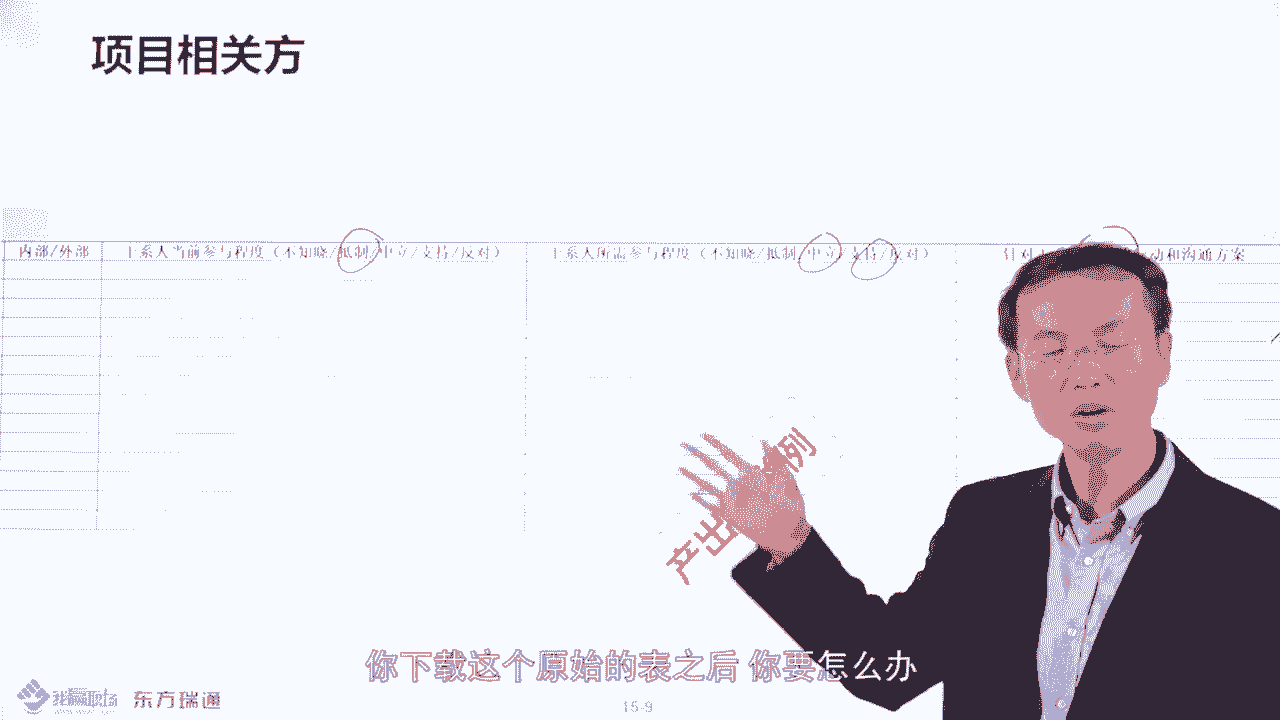 项目相关方
内部/外部
干系人当前参与程度（不知晓/抵制/中立/支持/反对）
干系人所需参与程度（不知晓/抵制/中立/支持/反对）
针对 动和沟通方案
产出 例
你下载这个原始的表之后 你要怎么办
我赢职场
东方瑞通
15-9